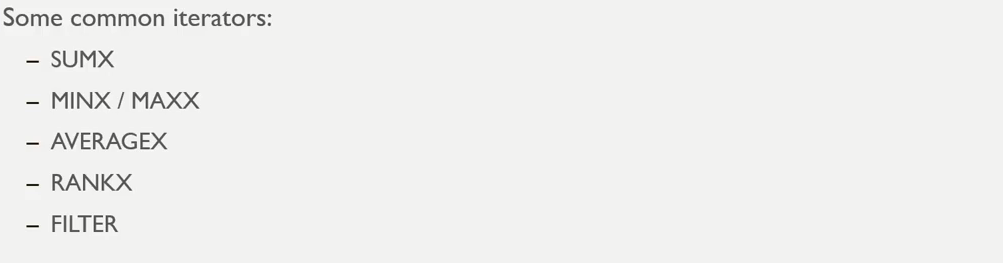 Some common iterators:
– SUMX
– MINX / MAXX
– AVERAGEX
– RANKX
– FILTER